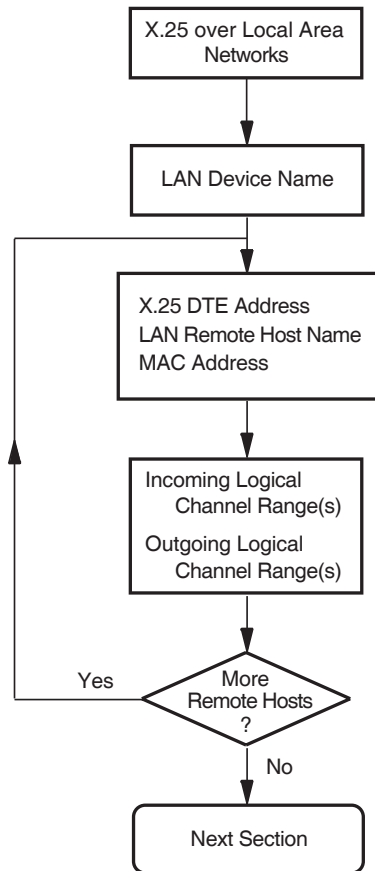 X.25 over Local Area
Networks
LAN Device Name
X.25 DTE Address
LAN Remote Host Name
MAC Address
Incoming Logical
Channel Range(s)
Outgoing Logical
Channel Range(s)
Yes
More
Remote Hosts
?
No
Next Section